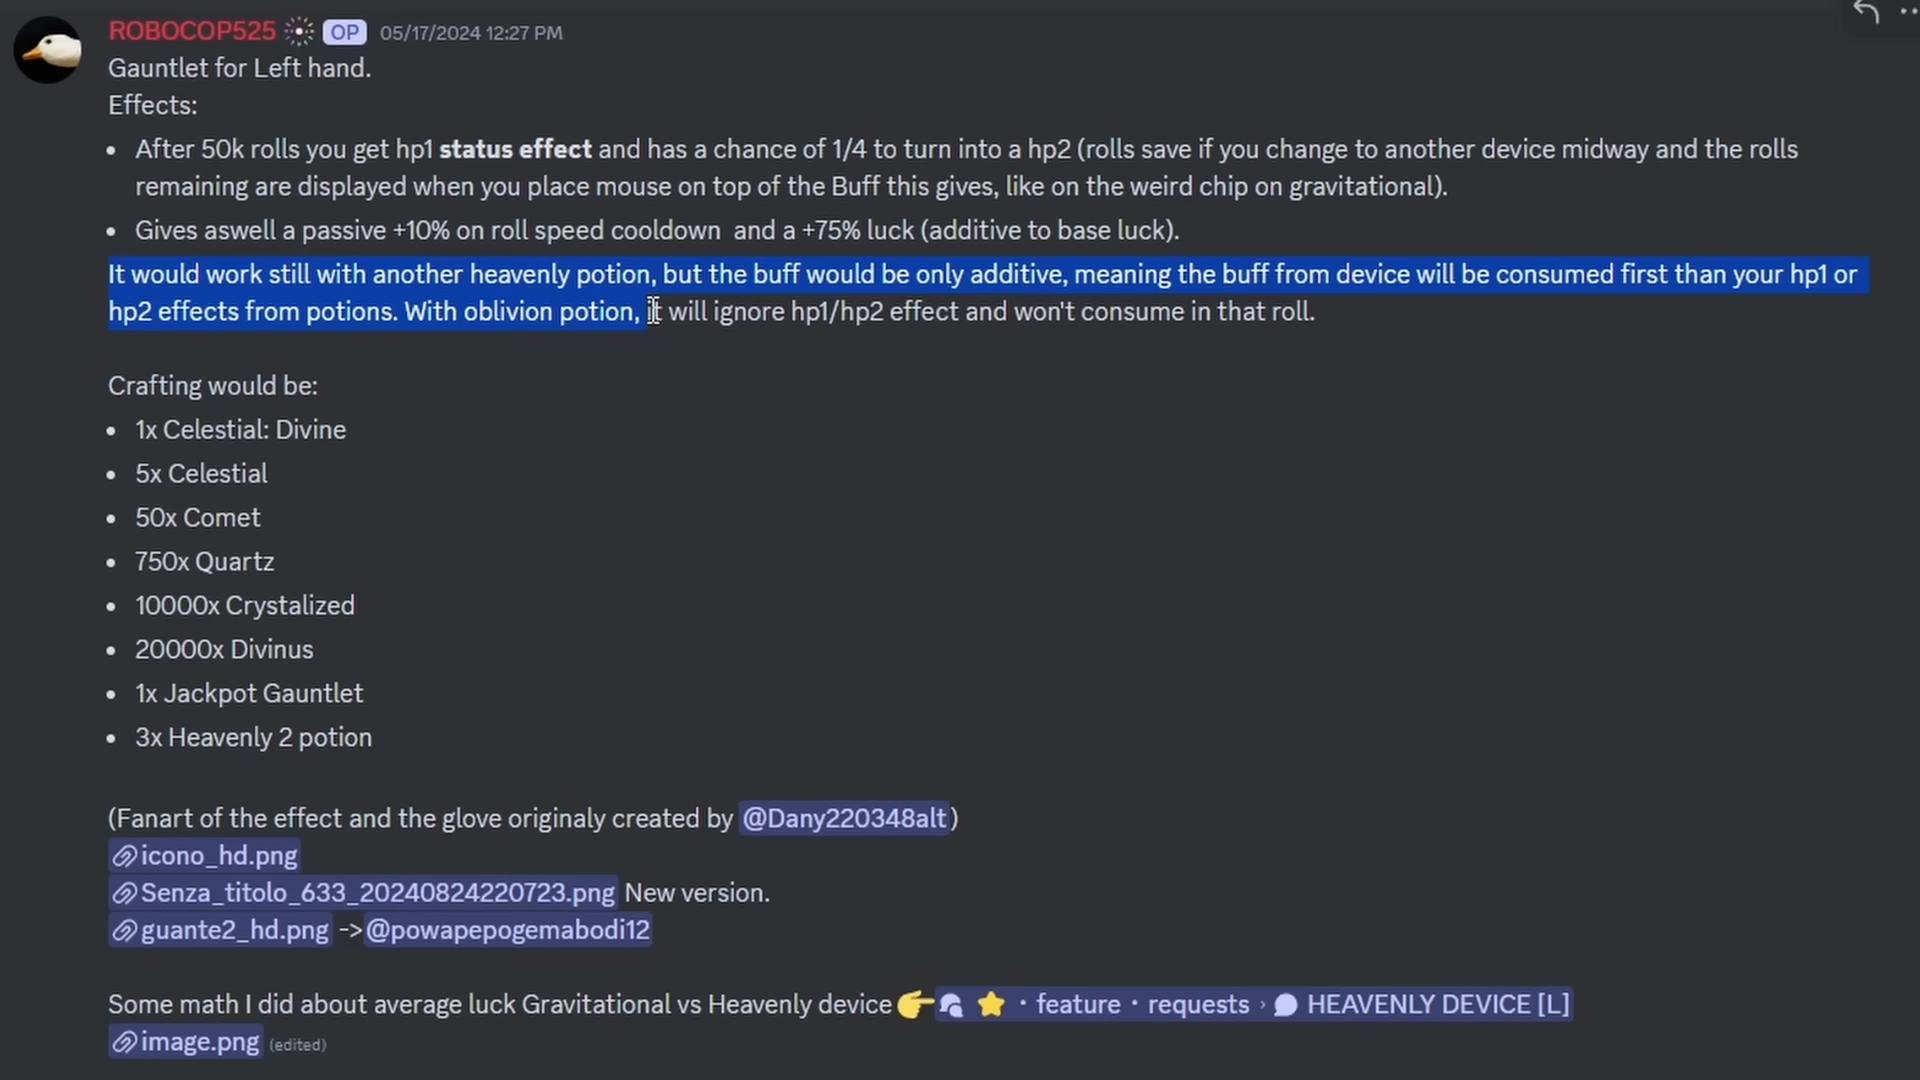 ROBOCOP525 OP 05/17/2024 12:27 PM
Gauntlet for Left hand.
Effects:
• After 50k rolls you get hp1 status effect and has a chance of 1/4 to turn into a hp2 (rolls save if you change to another device midway and the rolls
remaining are displayed when you place mouse on top of the Buff this gives, like on the weird chip on gravitational).
• Gives aswell a passive +10% on roll speed cooldown and a +75% luck (additive to base luck).
It would work still with another heavenly potion, but the buff would be only additive, meaning the buff from device will be consumed first than your hp1 or
hp2 effects from potions. With oblivion potion, it will ignore hp1/hp2 effect and won't consume in that roll.
Crafting would be:
• 1x Celestial: Divine
• 5x Celestial
• 50x Comet
• 750x Quartz
• 10000x Crystalized
• 20000x Divinus
• 1x Jackpot Gauntlet
• 3x Heavenly 2 potion
(Fanart of the effect and the glove originaly created by @Dany220348alt)
icono_hd.png
Senza_titolo_633_20240824220723.png New version.
guante2_hd.png ->@powapepogemabodi12
Some math I did about average luck Gravitational vs Heavenly device 👉 ⭐・feature・requests › HEAVENLY DEVICE [L]
image.png (edited)